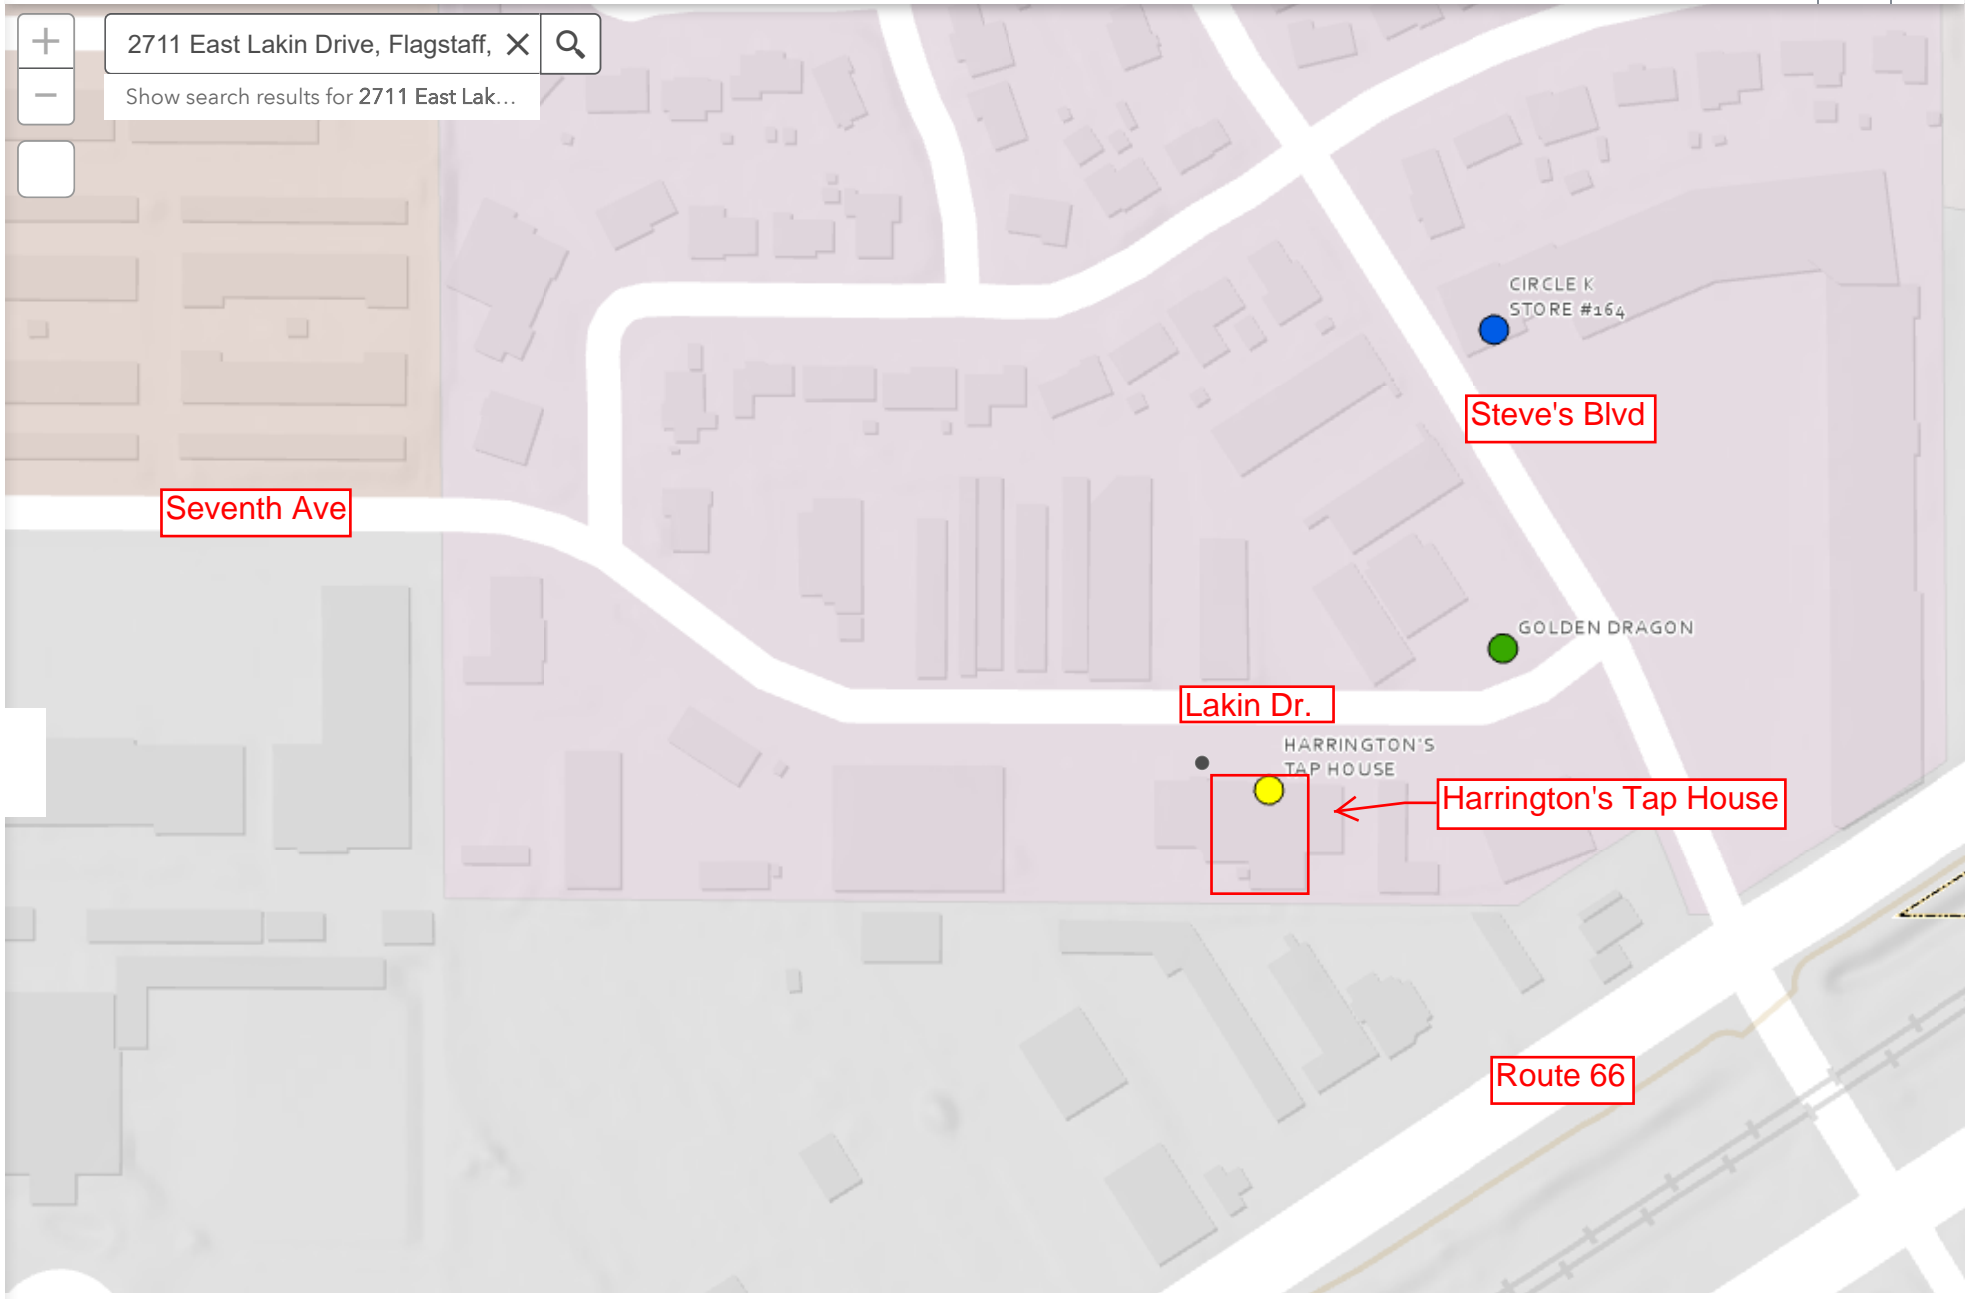 2711 East Lakin Drive, Flagstaff,
Show search results for 2711 East Lak...
CIRCLE K
STORE #164
Steve's Blvd
Seventh Ave
GOLDEN DRAGON
Lakin Dr.
HARRINGTON'S
TAP HOUSE
Harrington's Tap House
Route 66